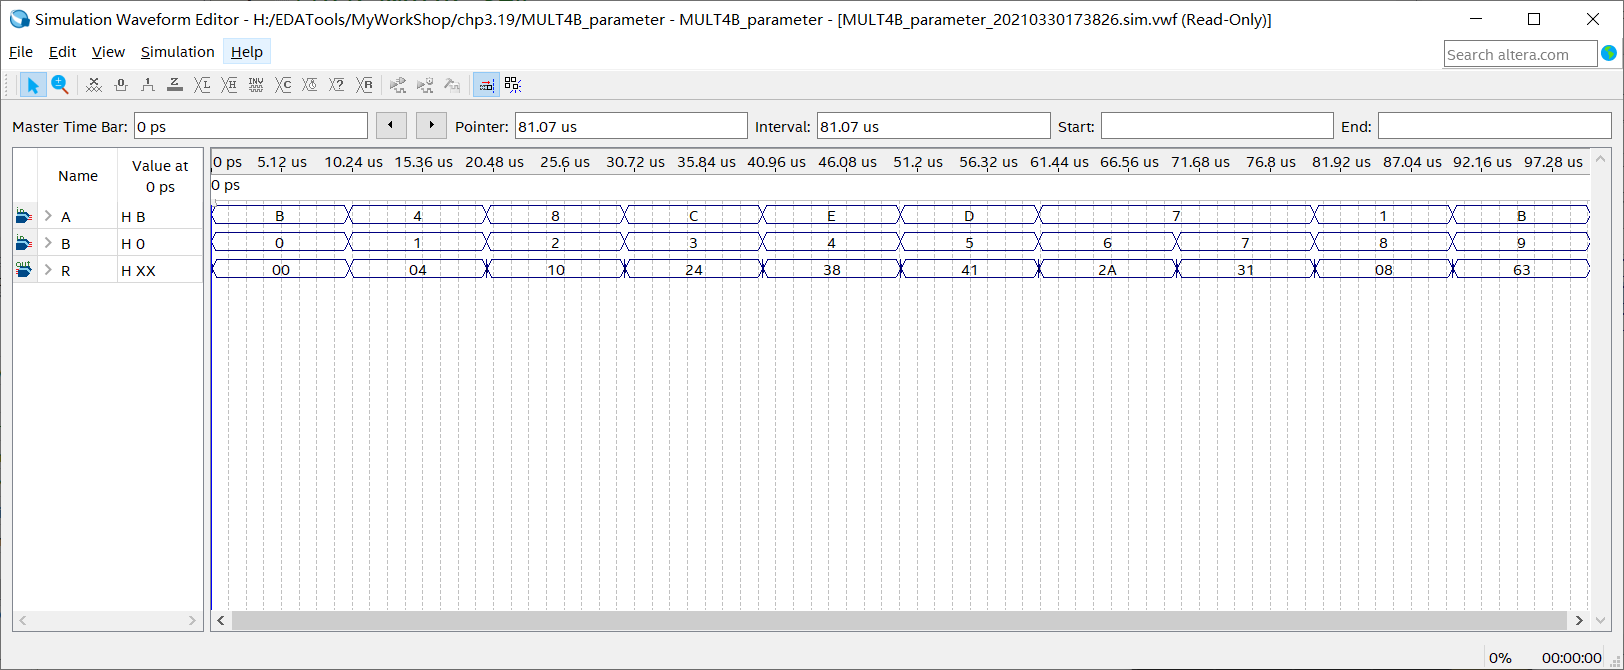 Simulation Waveform Editor - H:/EDATools/MyWorkShop/chp3.19/MULT4B_parameter - MULT4B_parameter - [MULT4B_parameter_20210330173826.sim.vwf (Read-Only)]
File Edit View Simulation Help
Search altera.com
Master Time Bar: 0 ps Pointer: 81.07 us Interval: 81.07 us Start: End:
Name Value at 0 ps
0 ps 5.12 us 10.24 us 15.36 us 20.48 us 25.6 us 30.72 us 35.84 us 40.96 us 46.08 us 51.2 us 56.32 us 61.44 us 66.56 us 71.68 us 76.8 us 81.92 us 87.04 us 92.16 us 97.28 us
0 ps
A H B B 4 8 C E D 7 1 B
B H 0 0 1 2 3 4 5 6 7 8 9
R H XX 00 04 10 24 38 41 2A 31 08 63
0% 00:00:00